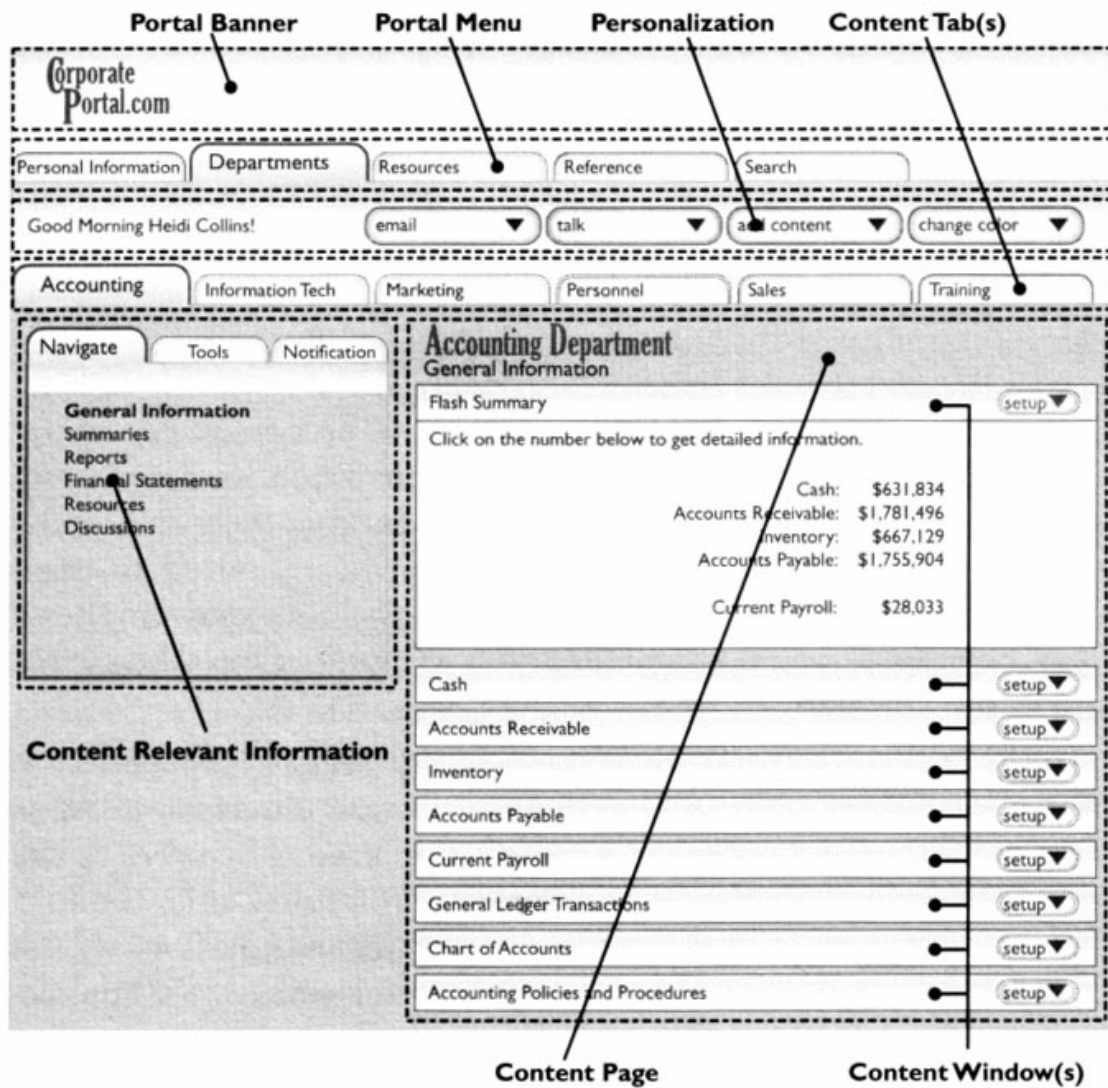 Portal Banner Portal Menu Personalization Content Tab(s)
Corporate
Portal.com
Personal Information Departments Resources Reference Search
Good Morning Heidi Collins! email talk add content change color
Accounting Information Tech Marketing Personnel Sales Training
Navigate Tools Notification
General Information
Summaries
Reports
Financial Statements
Resources
Discussions
Content Relevant Information
Accounting Department
General Information
Flash Summary setup
Click on the number below to get detailed information.
Cash: $631,834
Accounts Receivable: $1,781,496
Inventory: $667,129
Accounts Payable: $1,755,904
Current Payroll: $28,033
Cash setup
Accounts Receivable setup
Inventory setup
Accounts Payable setup
Current Payroll setup
General Ledger Transactions setup
Chart of Accounts setup
Accounting Policies and Procedures setup
Content Page Content Window(s)